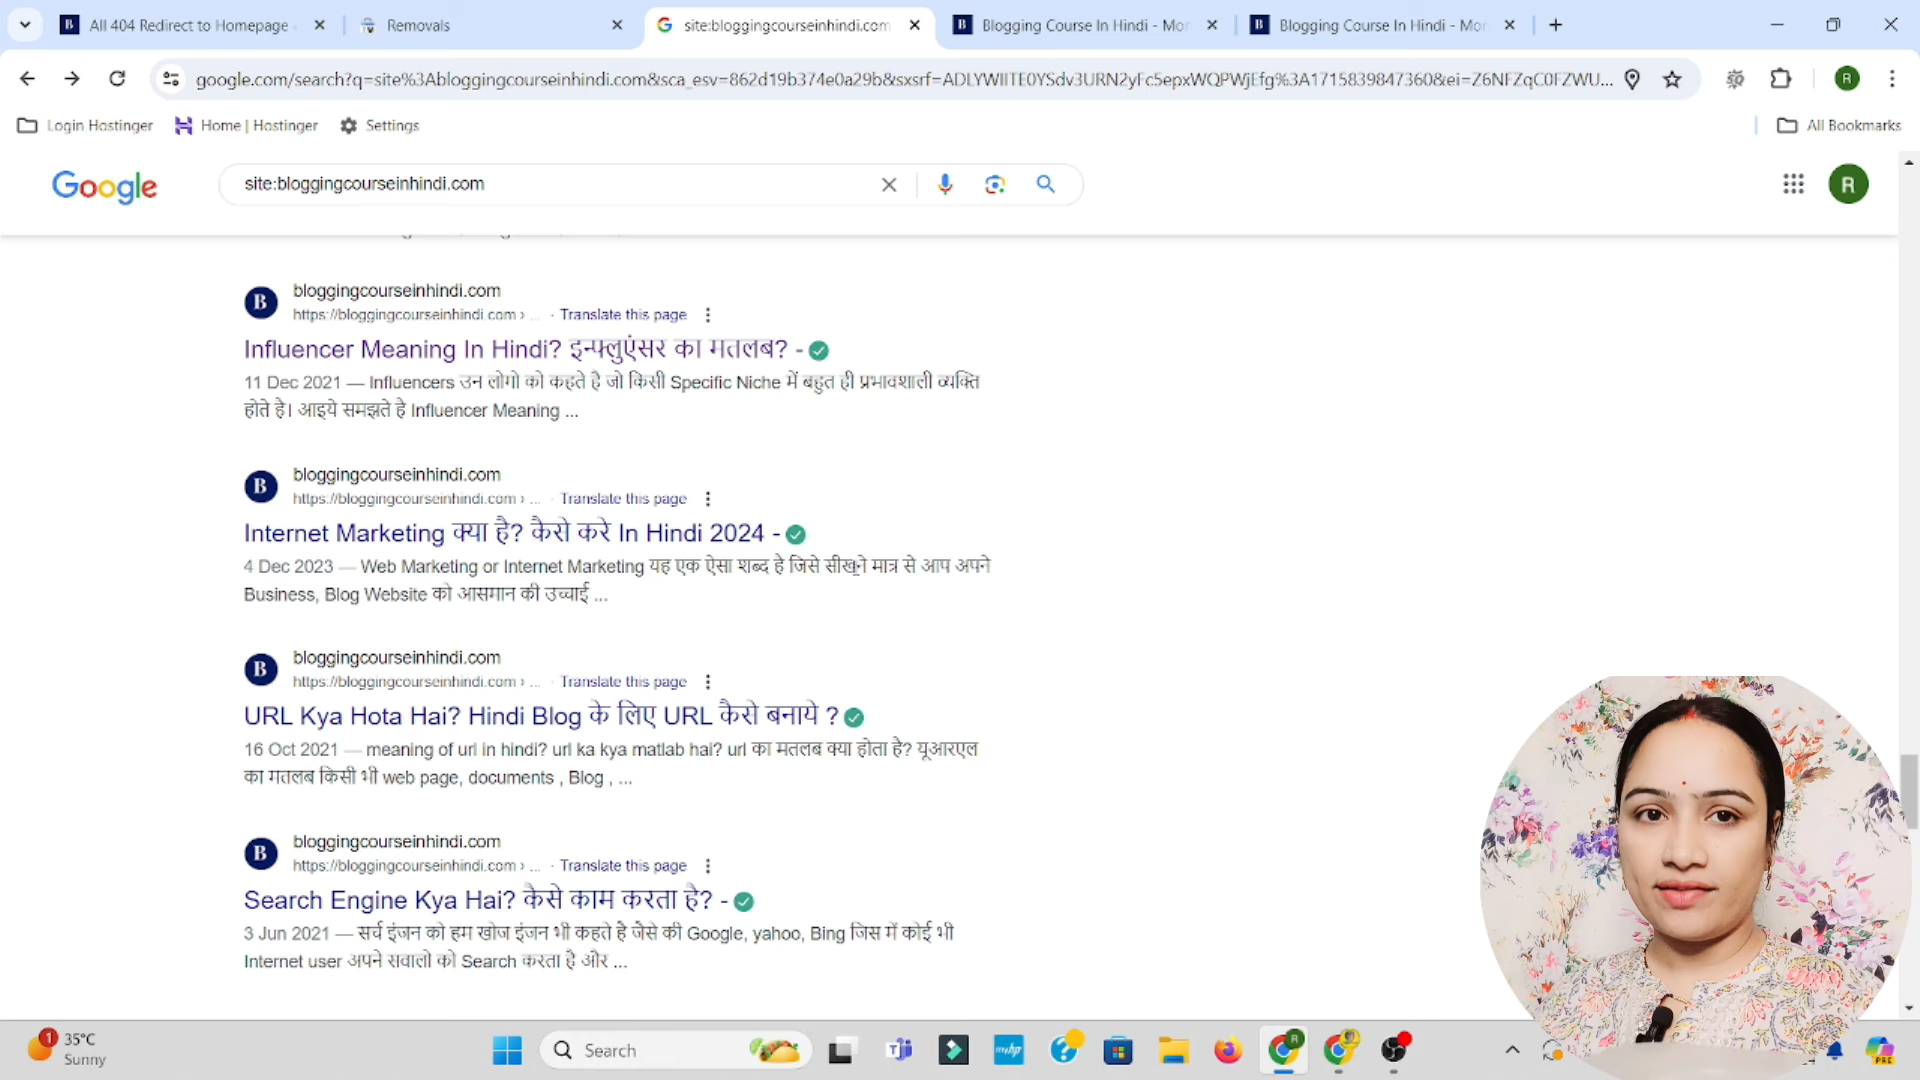 B All 404 Redirect to Homepage
Removals
site:bloggingcourseinhindi.com
B Blogging Course In Hindi - Mor
B Blogging Course In Hindi - Mor
google.com/search?q=site%3Abloggingcourseinhindi.com&sca_esv=862d19b374e0a29b&sxsrf=ADLYWIITE0YSdv3URN2yFc5epxWQPWjEfg%3A1715839847360&ei=Z6NFZqC0FZWU...
R
Login Hostinger
Home | Hostinger
Settings
All Bookmarks
Google
site:bloggingcourseinhindi.com
R
B bloggingcourseinhindi.com
https://bloggingcourseinhindi.com › ... · Translate this page
Influencer Meaning In Hindi? इन्फ्लुएंसर का मतलब? -
11 Dec 2021 — Influencers उन लोगो को कहते है जो किसी Specific Niche में बहुत ही प्रभावशाली व्यक्ति
होते है। आइये समझते है Influencer Meaning ...
B bloggingcourseinhindi.com
https://bloggingcourseinhindi.com › ... · Translate this page
Internet Marketing क्या है? कैसे करे In Hindi 2024 -
4 Dec 2023 — Web Marketing or Internet Marketing यह एक ऐसा शब्द है जिसे सीखने मात्र से आप अपने
Business, Blog Website को आसमान की उच्चाई ...
B bloggingcourseinhindi.com
https://bloggingcourseinhindi.com › ... · Translate this page
URL Kya Hota Hai? Hindi Blog के लिए URL कैसे बनाये ?
16 Oct 2021 — meaning of url in hindi? url ka kya matlab hai? url का मतलब क्या होता है? यूआरएल
का मतलब किसी भी web page, documents , Blog , ...
B bloggingcourseinhindi.com
https://bloggingcourseinhindi.com › ... · Translate this page
Search Engine Kya Hai? कैसे काम करता है? -
3 Jun 2021 — सर्च इंजन को हम खोज इंजन भी कहते है जैसे की Google, yahoo, Bing जिस में कोई भी
Internet user अपने सवालो को Search करता है और ...
1
35°C
Sunny
Search
myhp
R
PRE